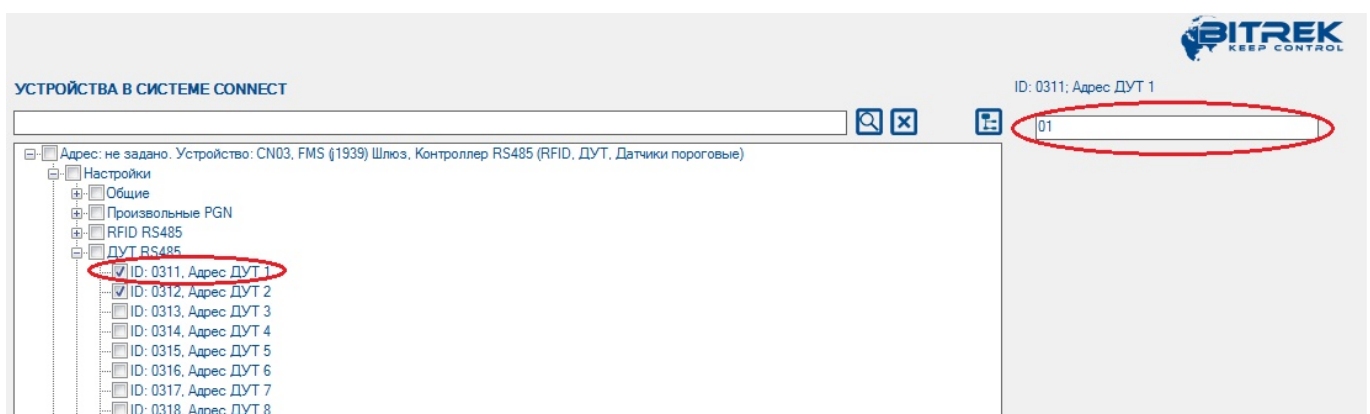 BITREK
KEEP CONTROL
УСТРОЙСТВА В СИСТЕМЕ CONNECT
ID: 0311; Адрес ДУТ 1
01
Адрес: не задано. Устройство: CN03, FMS (j1939) Шлюз, Контроллер RS485 (RFID, ДУТ, Датчики пороговые)
Настройки
Общие
Произвольные PGN
RFID RS485
ДУТ RS485
ID: 0311, Адрес ДУТ 1
ID: 0312, Адрес ДУТ 2
ID: 0313, Адрес ДУТ 3
ID: 0314, Адрес ДУТ 4
ID: 0315, Адрес ДУТ 5
ID: 0316, Адрес ДУТ 6
ID: 0317, Адрес ДУТ 7
ID: 0318, Адрес ДУТ 8